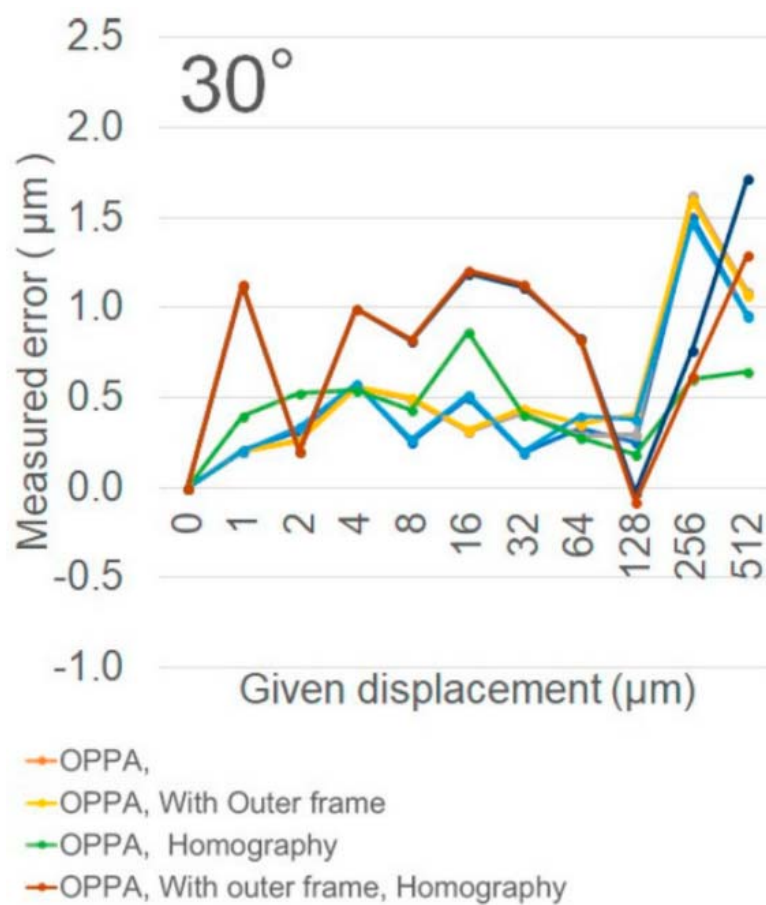 2.5
30°
2.0
1.5
1.0
0.5
0.0
-0.5
-1.0
Measured error ( μm )
0 1 2 4 8 16 32 64 128 256 512
Given displacement (μm)
OPPA,
OPPA, With Outer frame
OPPA, Homography
OPPA, With outer frame, Homography